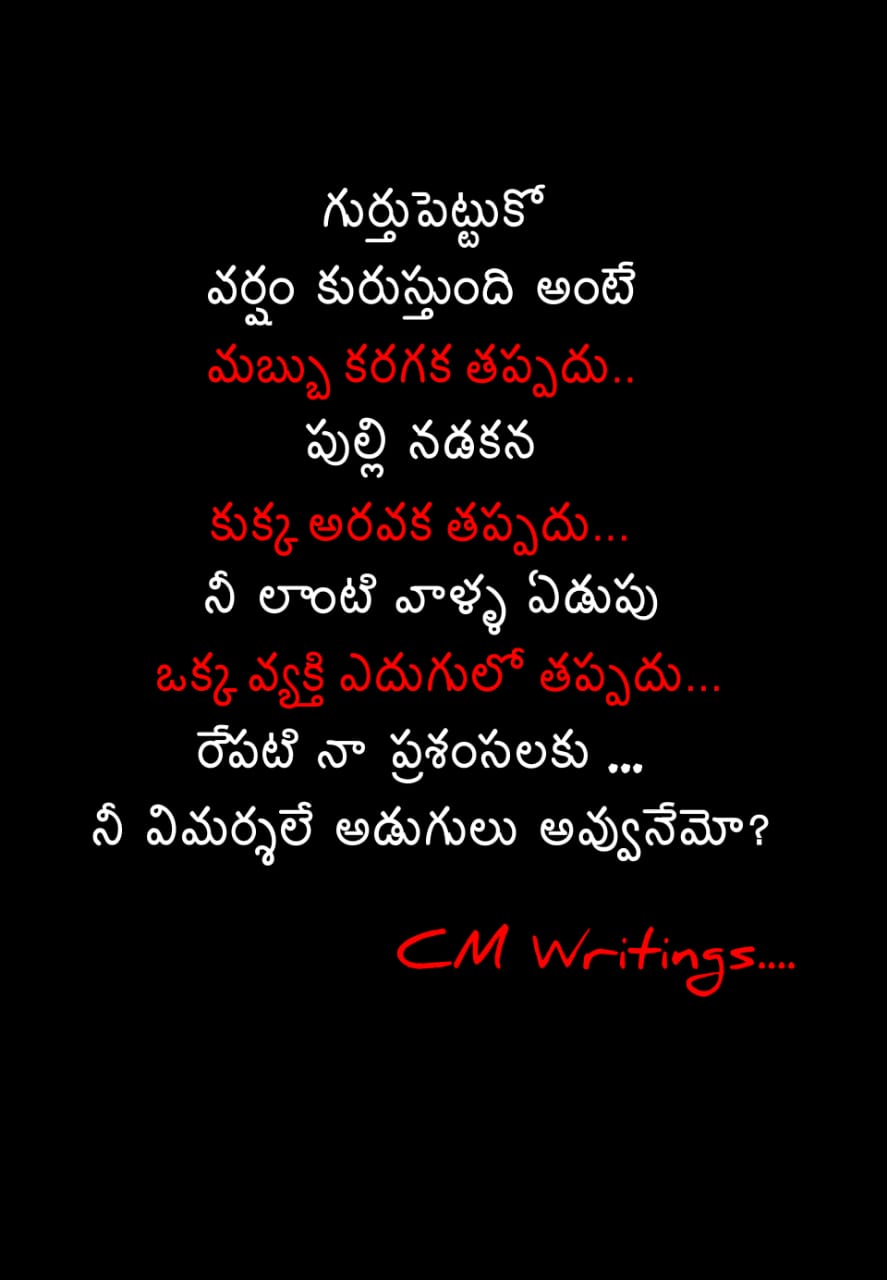 గుర్తుపెట్టుకో
వర్షం కురుస్తుంది అంటే
మబ్బు కరగక తప్పదు..
పుల్లి నడకన
కుక్క అరవక తప్పదు...
నీ లాంటి వాళ్ళ ఏడుపు
ఒక్క వ్యక్తి ఎదుగులో తప్పదు...
రేపటి నా ప్రశంసలకు ...
నీ విమర్శలే అడుగులు అవ్వునేమో?
CM Writings....